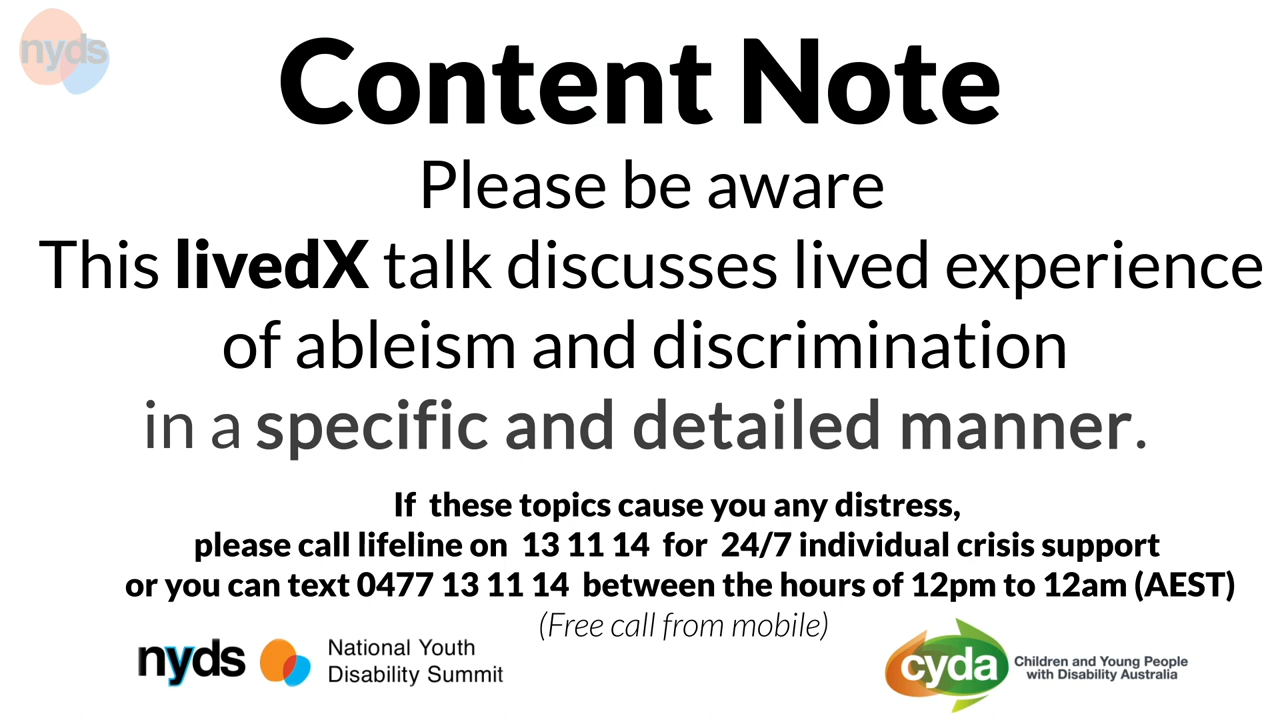 nyds
Content Note
Please be aware
This livedX talk discusses lived experience
of ableism and discrimination
in a specific and detailed manner.
If these topics cause you any distress,
please call lifeline on 13 11 14 for 24/7 individual crisis support
or you can text 0477 13 11 14 between the hours of 12pm to 12am (AEST)
(Free call from mobile)
nyds
National Youth
Disability Summit
cyda
Children and Young People
with Disability Australia